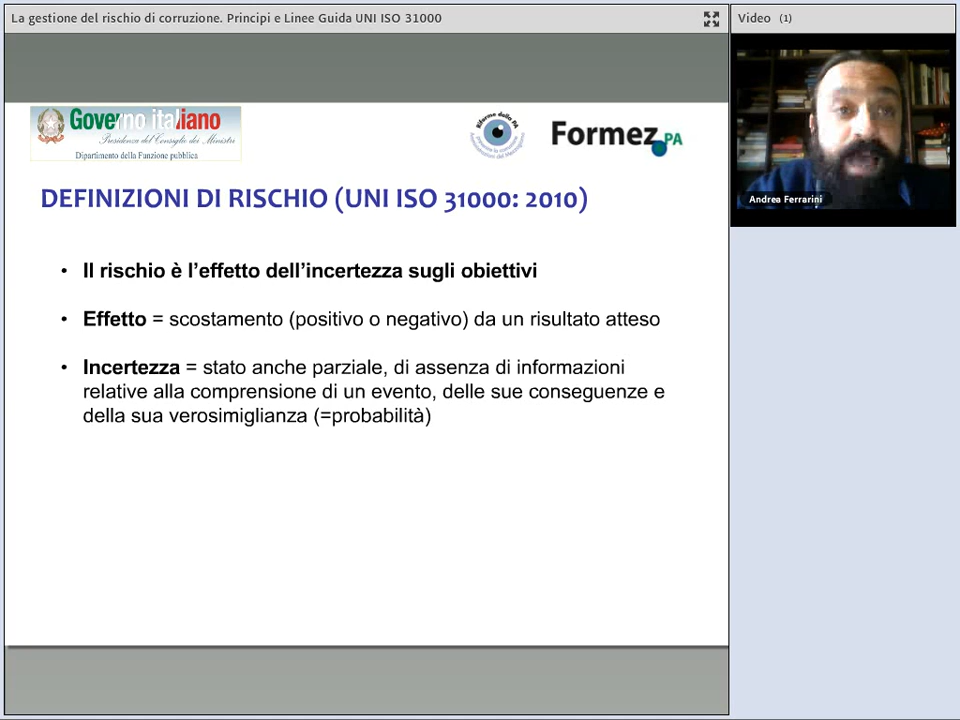 La gestione del rischio di corruzione. Principi e Linee Guida UNI ISO 31000
Video (1)
Governo italiano
Presidenza del Consiglio dei Ministri
Dipartimento della Funzione pubblica
Riforme della PA
Formez PA
Andrea Ferrarini
DEFINIZIONI DI RISCHIO (UNI ISO 31000: 2010)
• Il rischio è l’effetto dell’incertezza sugli obiettivi
• Effetto = scostamento (positivo o negativo) da un risultato atteso
• Incertezza = stato anche parziale, di assenza di informazioni
relative alla comprensione di un evento, delle sue conseguenze e
della sua verosimiglianza (=probabilità)